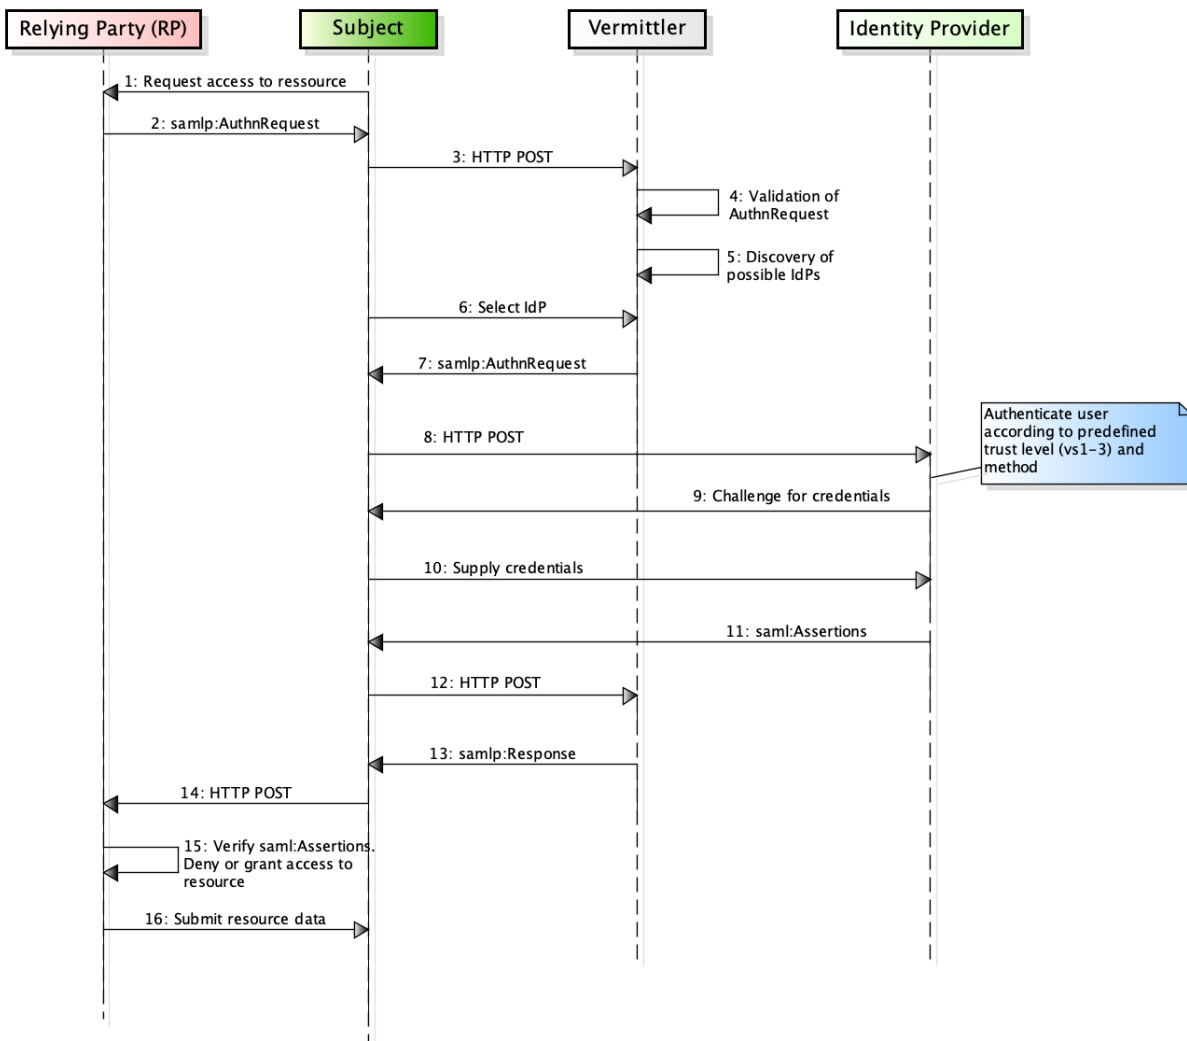 Relying Party (RP)
Subject
Vermittler
Identity Provider
1: Request access to ressource
2: samlp:AuthnRequest
3: HTTP POST
4: Validation of
AuthnRequest
5: Discovery of
possible IdPs
6: Select IdP
7: samlp:AuthnRequest
Authenticate user
according to predefined
trust level (vs1-3) and
method
8: HTTP POST
9: Challenge for credentials
10: Supply credentials
11: saml:Assertions
12: HTTP POST
13: samlp:Response
14: HTTP POST
15: Verify saml:Assertions.
Deny or grant access to
resource
16: Submit resource data